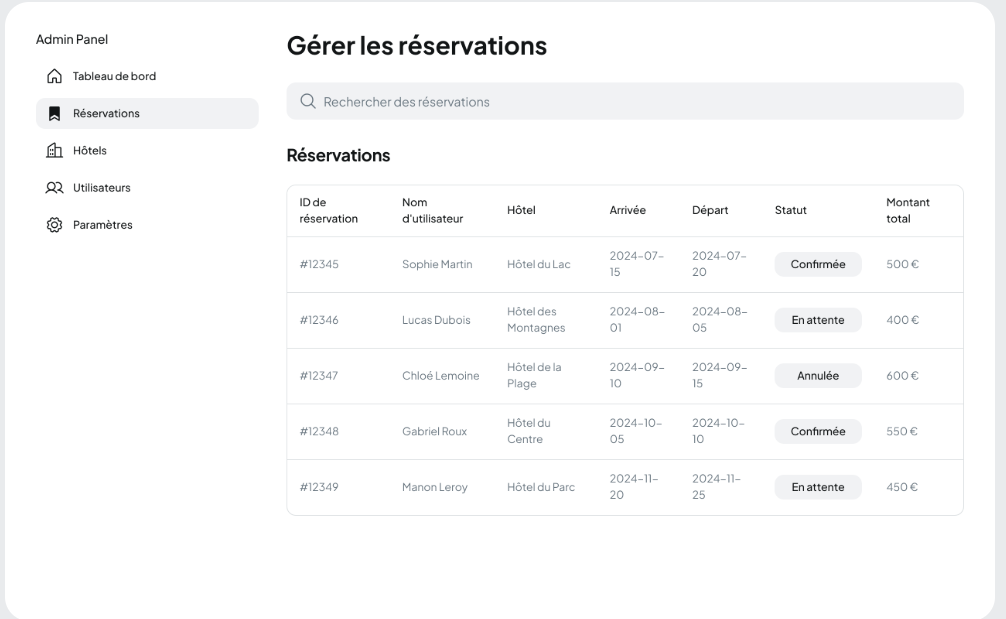 Admin Panel
Tableau de bord
Réservations
Hôtels
Utilisateurs
Paramètres
Gérer les réservations
Rechercher des réservations
Réservations
ID de
réservation
Nom
d'utilisateur
Hôtel
Arrivée
Départ
Statut
Montant
total
#12345
Sophie Martin
Hôtel du Lac
2024-07-
15
2024-07-
20
Confirmée
500 €
#12346
Lucas Dubois
Hôtel des
Montagnes
2024-08-
01
2024-08-
05
En attente
400 €
#12347
Chloé Lemoine
Hôtel de la
Plage
2024-09-
10
2024-09-
15
Annulée
600 €
#12348
Gabriel Roux
Hôtel du
Centre
2024-10-
05
2024-10-
10
Confirmée
550 €
#12349
Manon Leroy
Hôtel du Parc
2024-11-
20
2024-11-
25
En attente
450 €